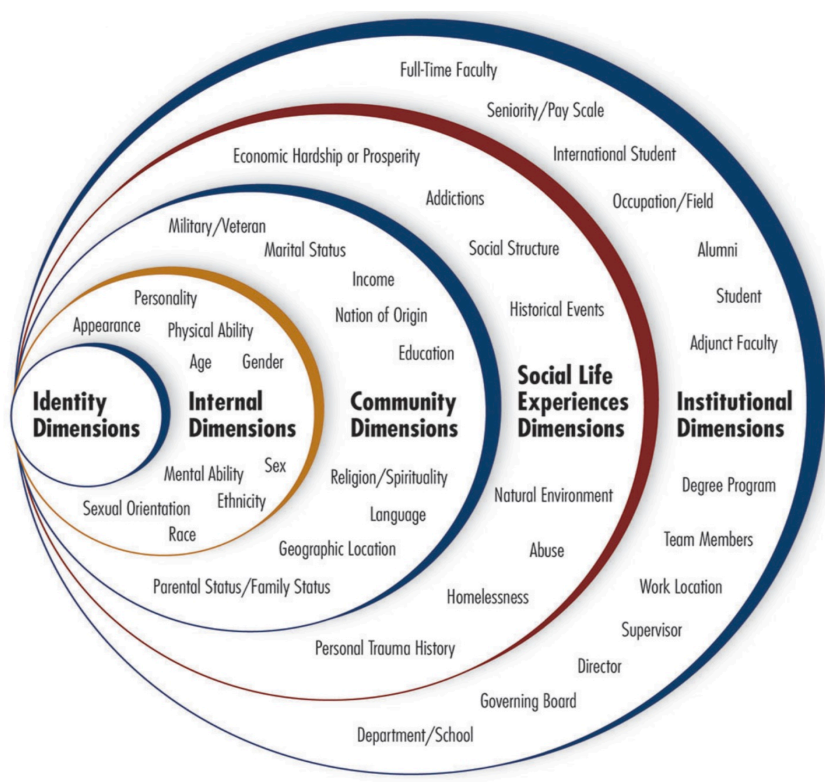 Full-Time Faculty
Seniority/Pay Scale
International Student
Occupation/Field
Alumni
Student
Adjunct Faculty
Institutional
Dimensions
Degree Program
Team Members
Work Location
Supervisor
Director
Governing Board
Department/School
Economic Hardship or Prosperity
Addictions
Social Structure
Historical Events
Social Life
Experiences
Dimensions
Natural Environment
Abuse
Homelessness
Personal Trauma History
Military/Veteran
Marital Status
Income
Nation of Origin
Education
Community
Dimensions
Religion/Spirituality
Language
Geographic Location
Parental Status/Family Status
Personality
Appearance
Physical Ability
Age
Gender
Internal
Dimensions
Mental Ability
Sex
Sexual Orientation
Ethnicity
Race
Identity
Dimensions